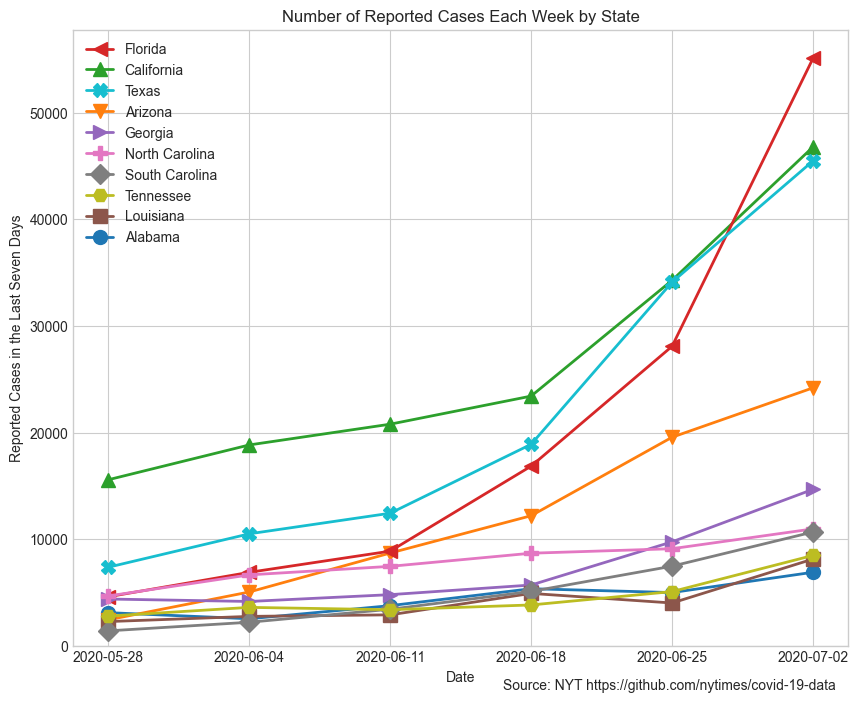 Number of Reported Cases Each Week by State
Florida
California
Texas
Arizona
Georgia
North Carolina
South Carolina
Tennessee
Louisiana
Alabama
Reported Cases in the Last Seven Days
50000
40000
30000
20000
10000
0
2020-05-28 2020-06-04 2020-06-11 2020-06-18 2020-06-25 2020-07-02
Date
Source: NYT https://github.com/nytimes/covid-19-data